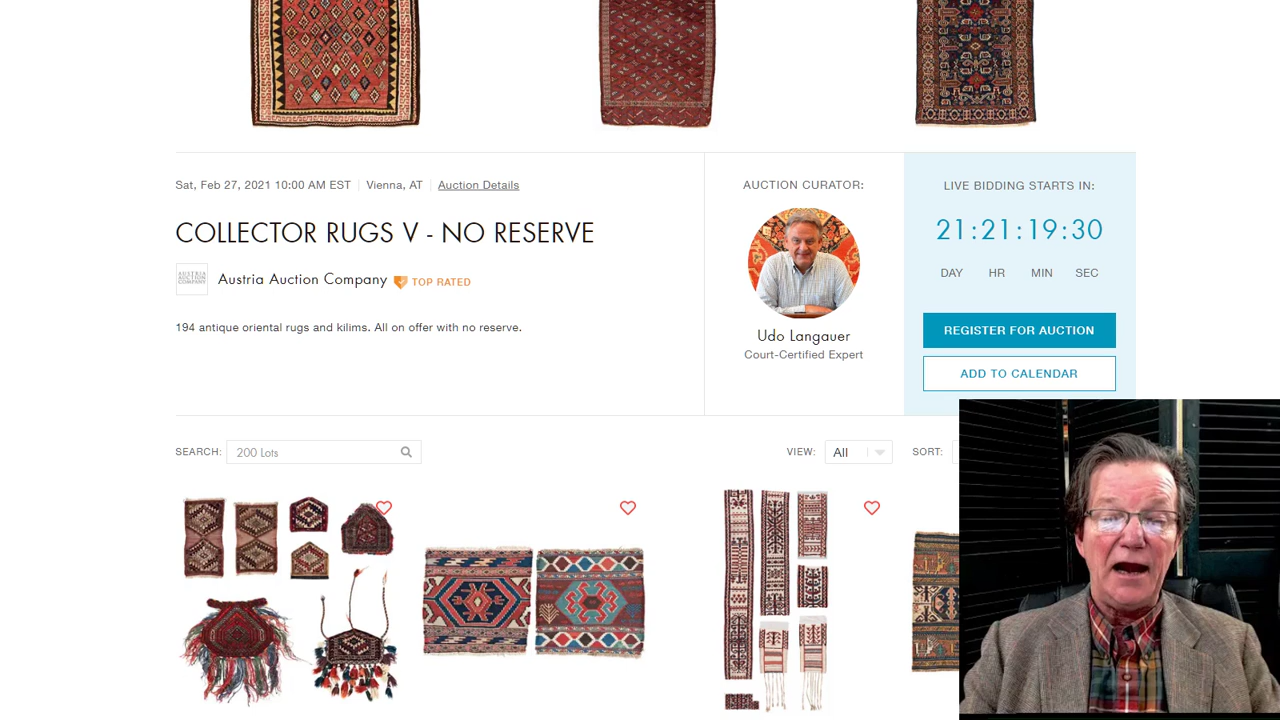 Sat, Feb 27, 2021 10:00 AM EST | Vienna, AT | Auction Details
COLLECTOR RUGS V - NO RESERVE
AUSTRIA AUCTION COMPANY
Austria Auction Company TOP RATED
194 antique oriental rugs and kilims. All on offer with no reserve.
AUCTION CURATOR:
Udo Langauer
Court-Certified Expert
LIVE BIDDING STARTS IN:
21:21:19:30
DAY HR MIN SEC
REGISTER FOR AUCTION
ADD TO CALENDAR
SEARCH: 200 Lots
VIEW: All SORT: